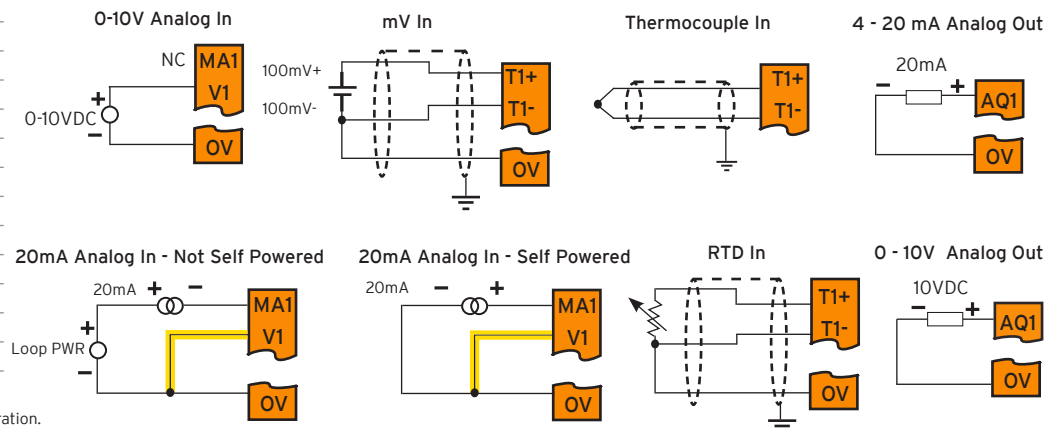 0-10V Analog In
NC
MA1
V1
0-10VDC
+
−
OV
mV In
100mV+
100mV-
T1+
T1-
OV
Thermocouple In
T1+
T1-
4 - 20 mA Analog Out
20mA
− +
AQ1
OV
20mA Analog In - Not Self Powered
20mA + −
MA1
V1
+
Loop PWR
−
OV
20mA Analog In - Self Powered
20mA − +
MA1
V1
OV
RTD In
T1+
T1-
OV
0 - 10V Analog Out
10VDC
− +
AQ1
OV
ration.